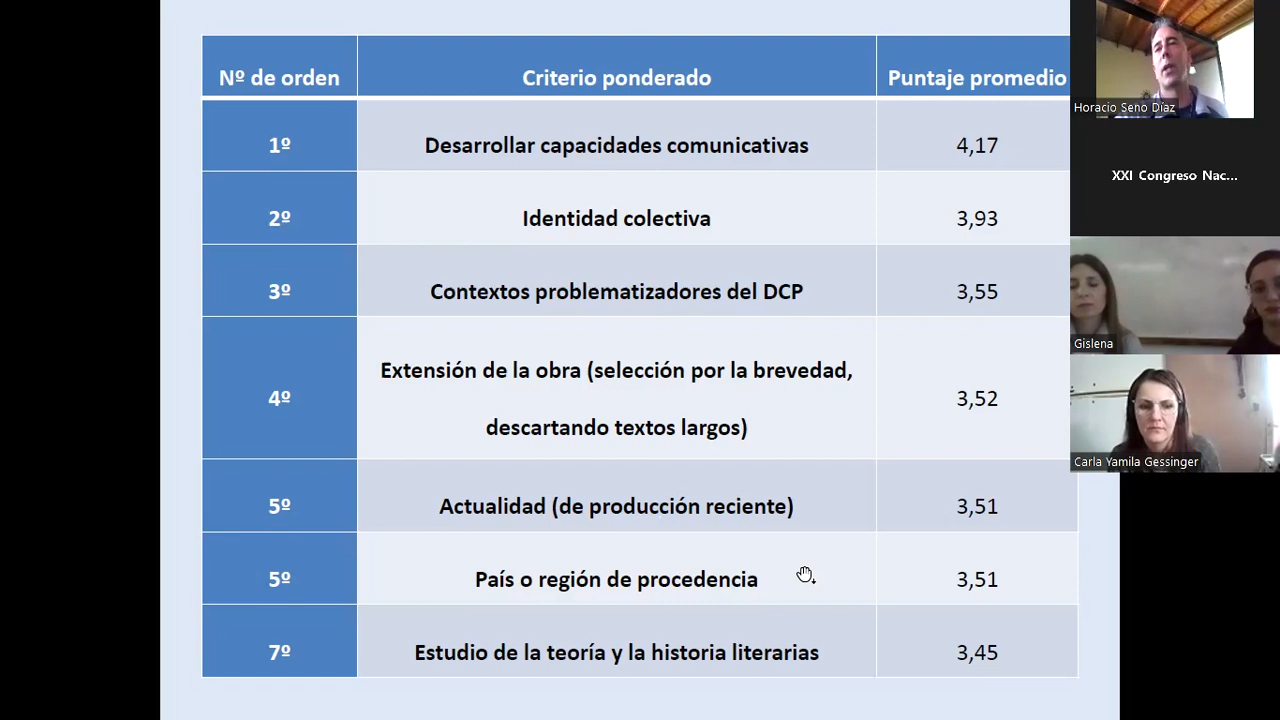 Nº de orden Criterio ponderado Puntaje promedio
1º Desarrollar capacidades comunicativas 4,17
2º Identidad colectiva 3,93
3º Contextos problematizadores del DCP 3,55
4º Extensión de la obra (selección por la brevedad,
descartando textos largos) 3,52
5º Actualidad (de producción reciente) 3,51
5º País o región de procedencia 3,51
7º Estudio de la teoría y la historia literarias 3,45
Horacio Seno Díaz
XXI Congreso Nac...
Gislena
Carla Yamila Gessinger